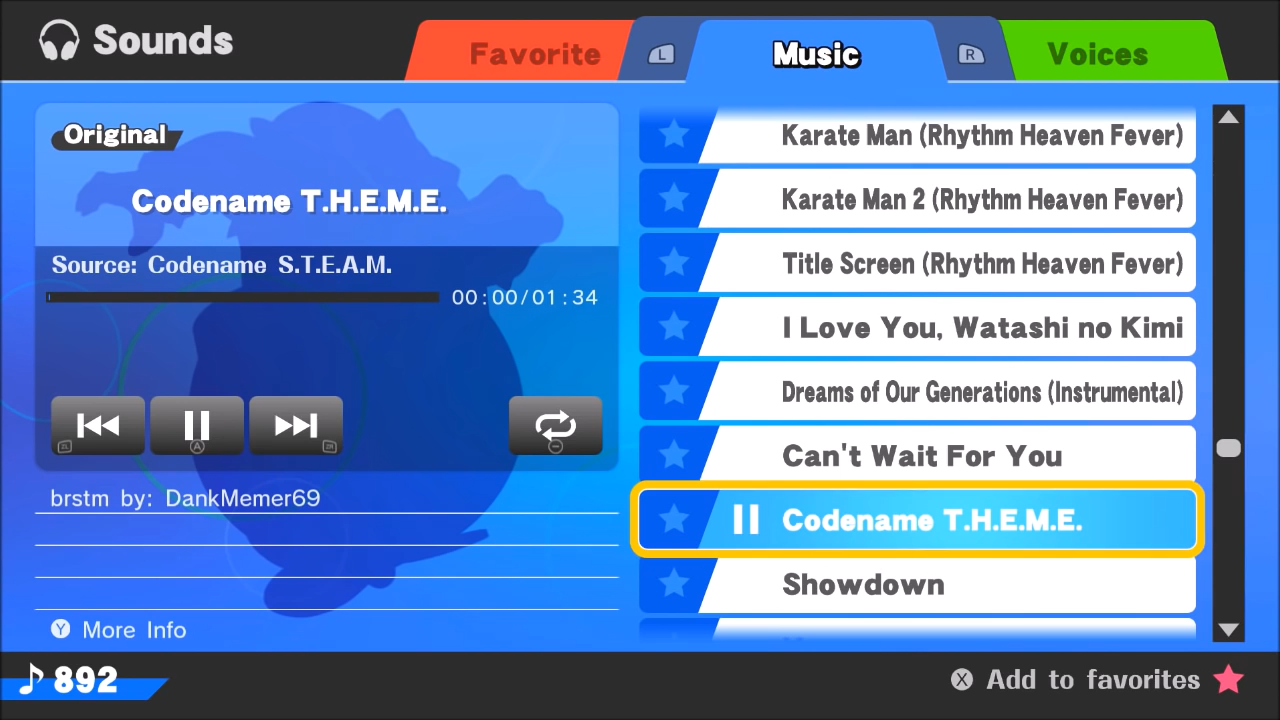 Sounds
Favorite
L
Music
R
Voices
Original
Codename T.H.E.M.E.
Source: Codename S.T.E.A.M.
00:00/01:34
ZL
A
ZR
brstm by: DankMemer69
Y More Info
Karate Man (Rhythm Heaven Fever)
Karate Man 2 (Rhythm Heaven Fever)
Title Screen (Rhythm Heaven Fever)
I Love You, Watashi no Kimi
Dreams of Our Generations (Instrumental)
Can't Wait For You
Codename T.H.E.M.E.
Showdown
892
X Add to favorites